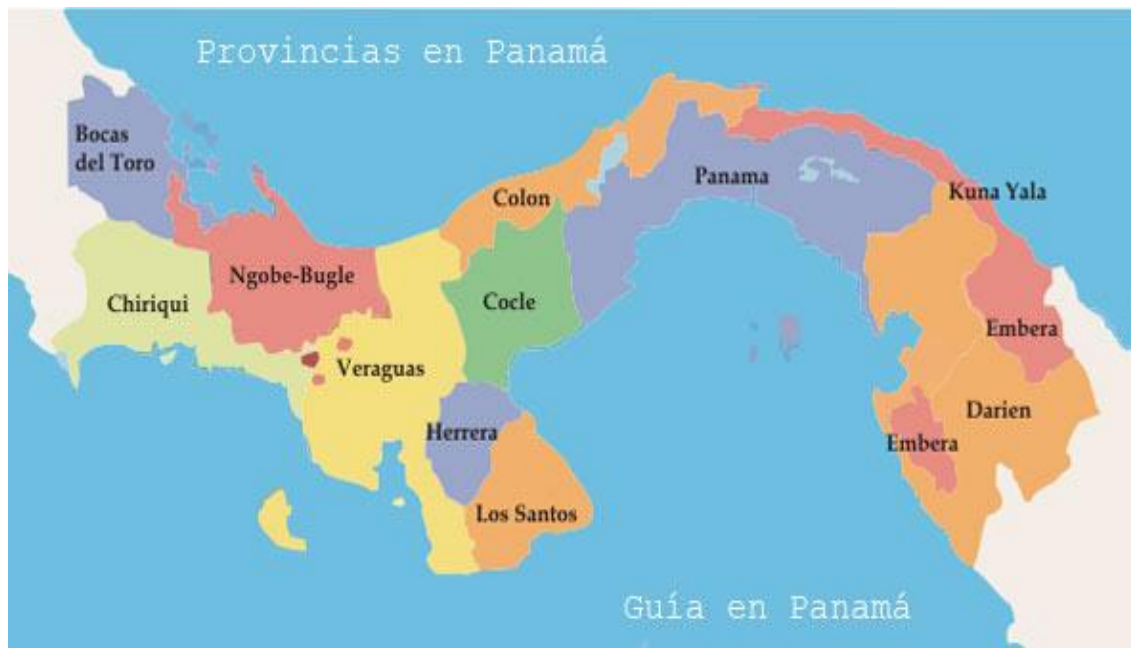 Provincias en Panamá
Bocas
del Toro
Colon
Panama
Kuna Yala
Ngobe-Bugle
Chiriqui
Cocle
Embera
Veraguas
Darien
Herrera
Embera
Los Santos
Guía en Panamá